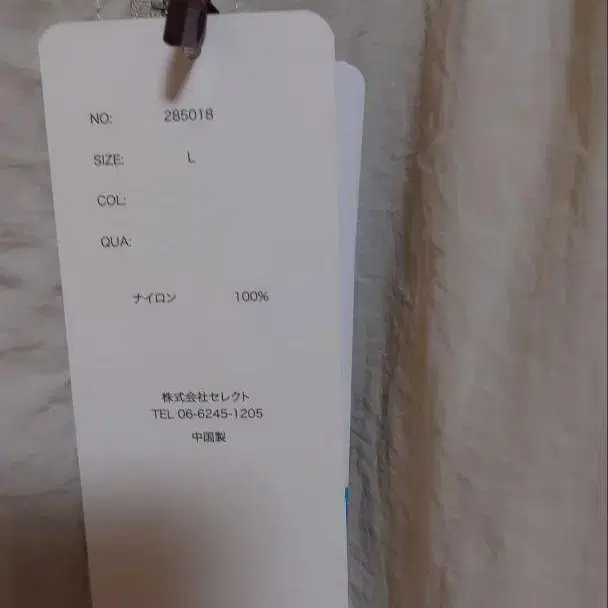 NO: 285018
SIZE: L
COL:
QUA:
ナイロン 100%
株式会社セレクト
TEL 06-6245-1205
中国製